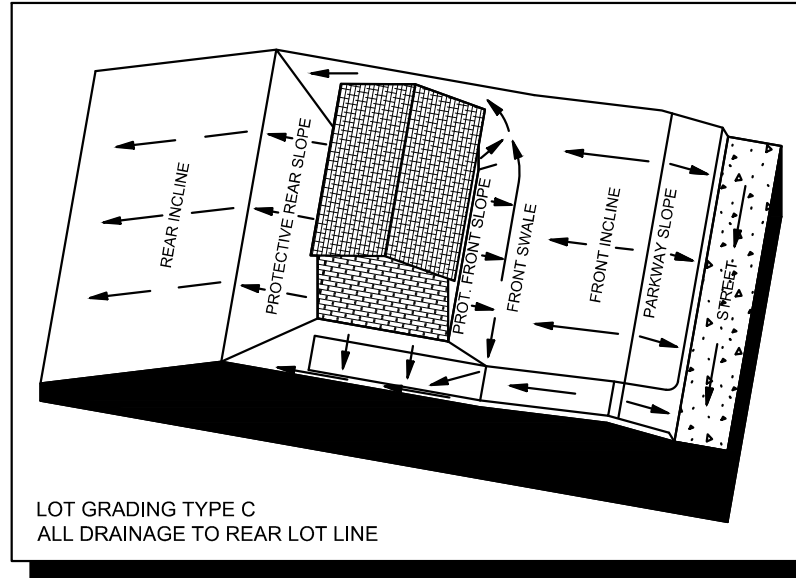 REAR INCLINE
PROTECTIVE REAR SLOPE
PROT. FRONT SLOPE
FRONT SWALE
FRONT INCLINE
PARKWAY SLOPE
STREET
LOT GRADING TYPE C
ALL DRAINAGE TO REAR LOT LINE